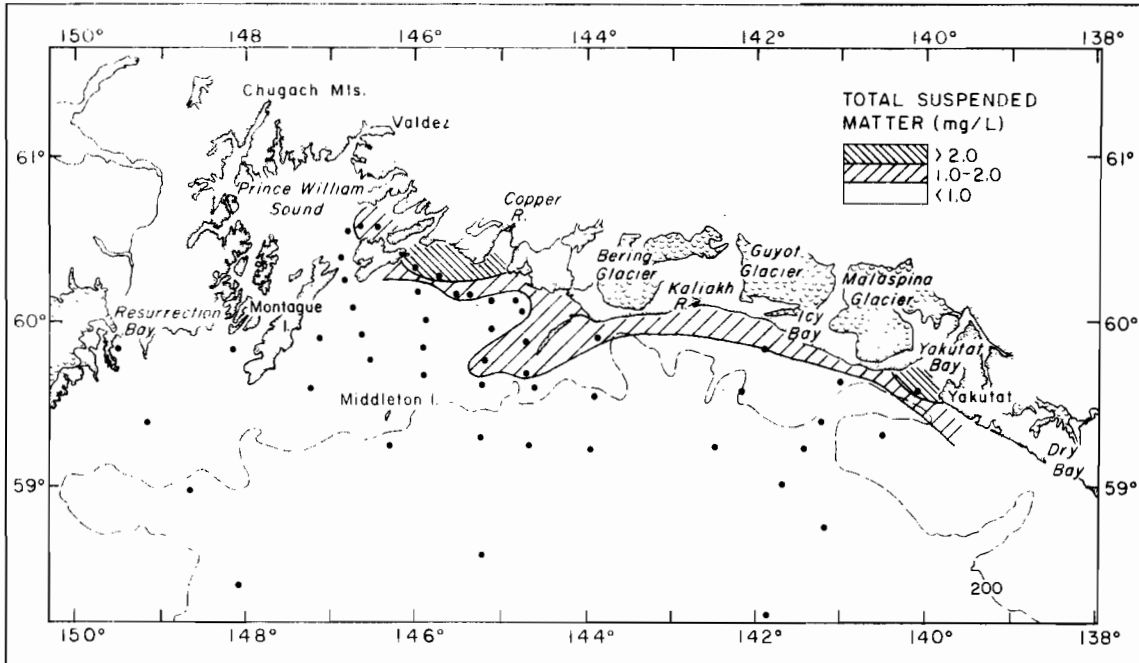 150° 148 146° 144° 142° 140° 138°
Chugach Mts.
Valdez
TOTAL SUSPENDED
MATTER (mg/L)
>2.0
1.0-2.0
<1.0
61°
61°
Prince William
Sound
Copper
R.
Bering
Glacier
Guyot
Glacier
Kaliakh
R.
Malaspina
Glacier
Resurrection
Bay
Montague
I.
60°
60°
Icy
Bay
Yakutat
Bay
Middleton I.
Yakutat
Dry
Bay
59°
59°
200
150° 148° 146° 144° 142° 140° 138°